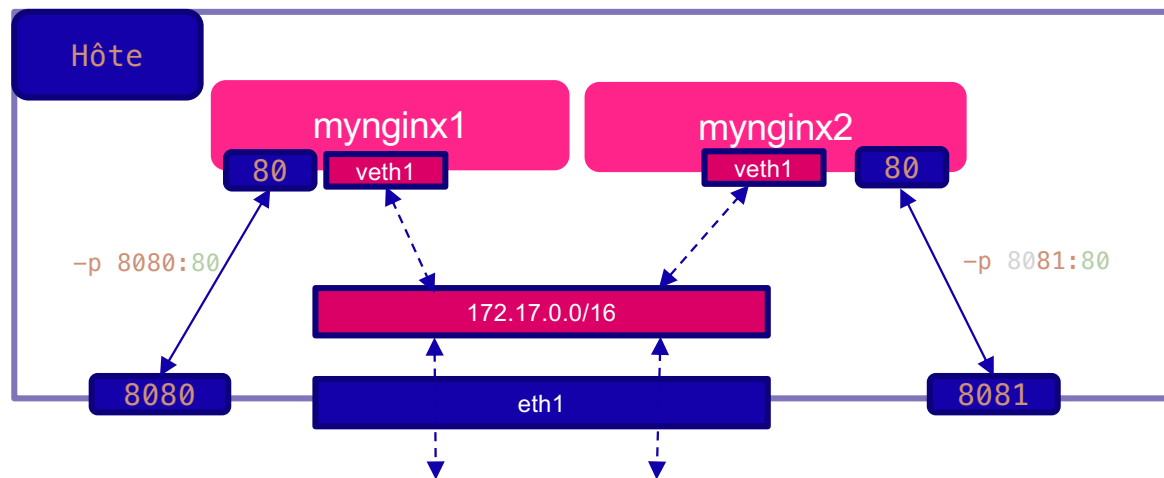 Hôte
mynginx1
mynginx2
80
veth1
veth1
80
-p 8080:80
-p 8081:80
172.17.0.0/16
8080
eth1
8081